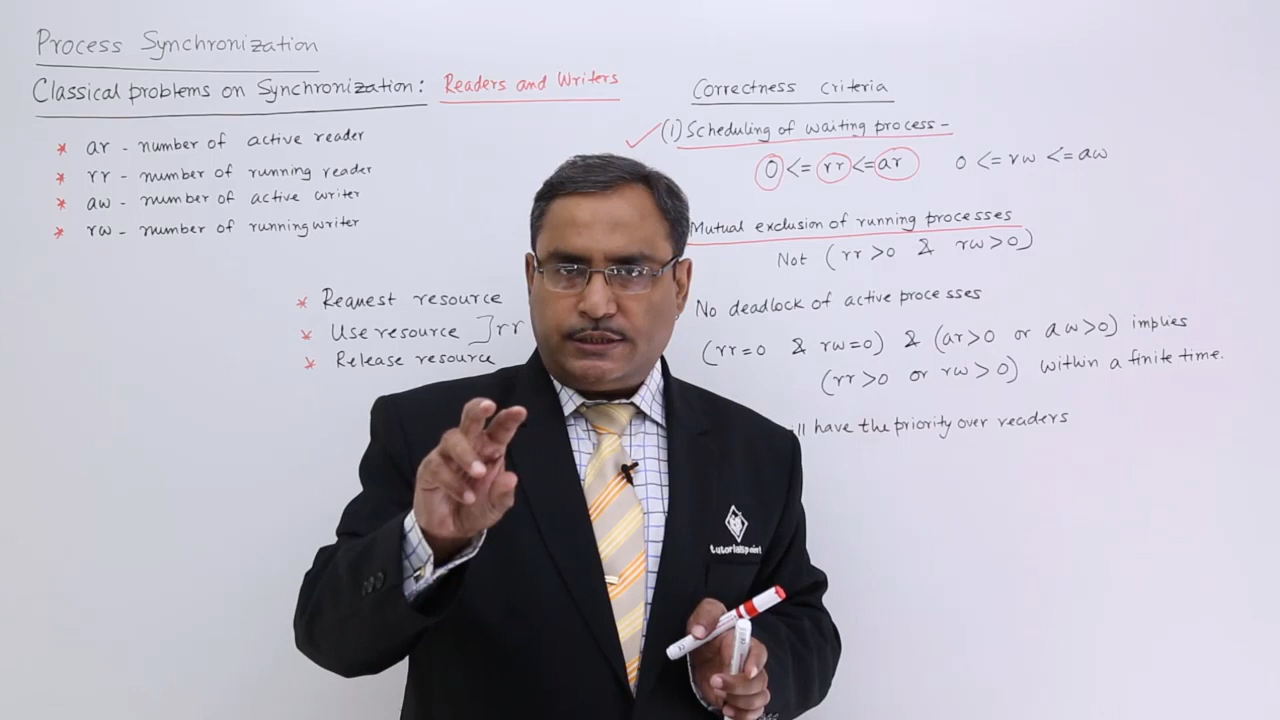 Process Synchronization
Classical problems on Synchronization: Readers and Writers
* ar - number of active reader
* rr - number of running reader
* aw - number of active writer
* rw - number of running writer
* Request resource
* Use resource ] rr
* Release resource
Correctness criteria
✓ (1) Scheduling of waiting process -
0 <= rr <= ar 0 <= rw <= aw
Mutual exclusion of running processes
Not (rr >0 & rw >0)
No deadlock of active processes
(rr=0 & rw=0) & (ar>0 or aw>0) implies
(rr>0 or rw>0) within a finite time.
have the priority over readers
tutorialspoint